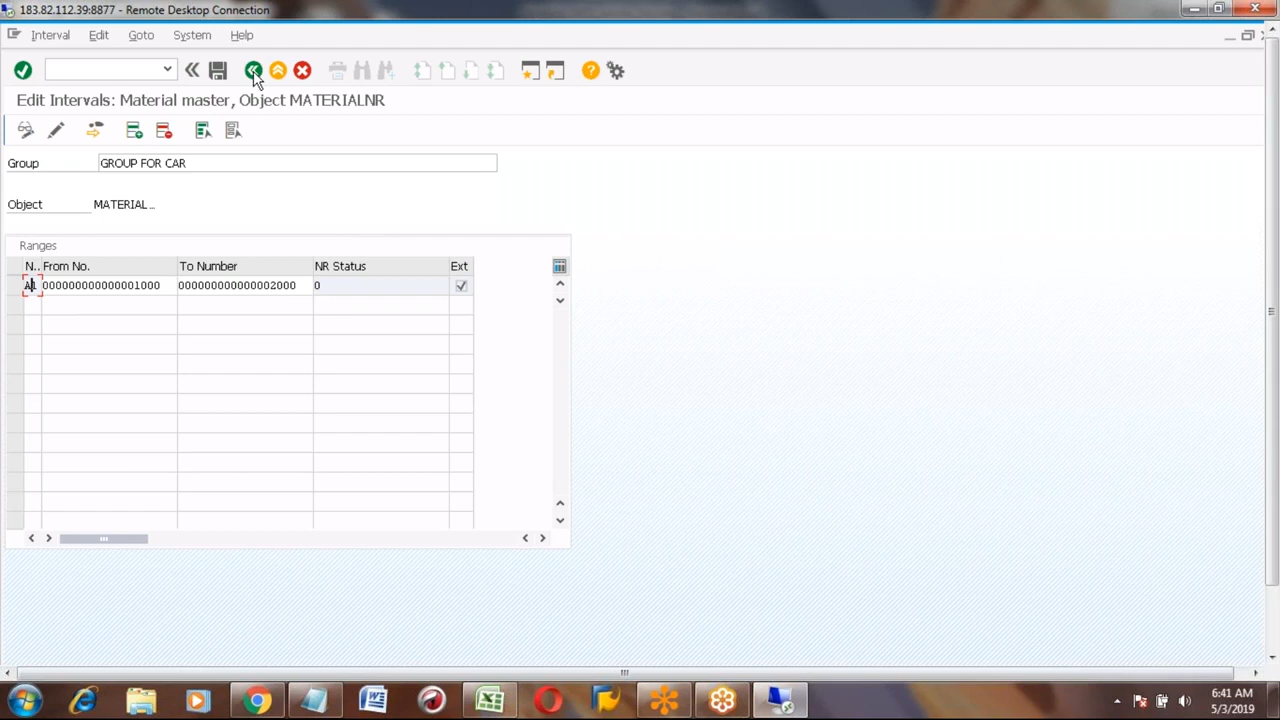 183.82.112.39:8877 - Remote Desktop Connection
Interval Edit Goto System Help
Edit Intervals: Material master, Object MATERIALNR
Group GROUP FOR CAR
Object MATERIAL...
Ranges
N.. From No. To Number NR Status Ext
A1 000000000000001000 000000000000002000 0
6:41 AM
5/3/2019